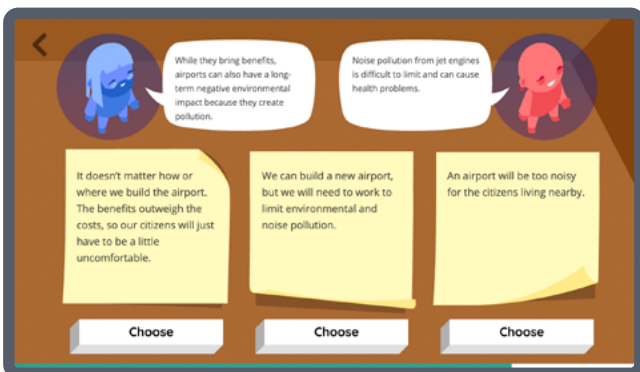 While they bring benefits,
airports can also have a long-
term negative environmental
impact because they create
pollution.
Noise pollution from jet engines
is difficult to limit and can cause
health problems.
It doesn't matter how or
where we build the airport.
The benefits outweigh the
costs, so our citizens will just
have to be a little
uncomfortable.
We can build a new airport,
but we will need to work to
limit environmental and
noise pollution.
An airport will be too noisy
for the citizens living nearby.
Choose
Choose
Choose